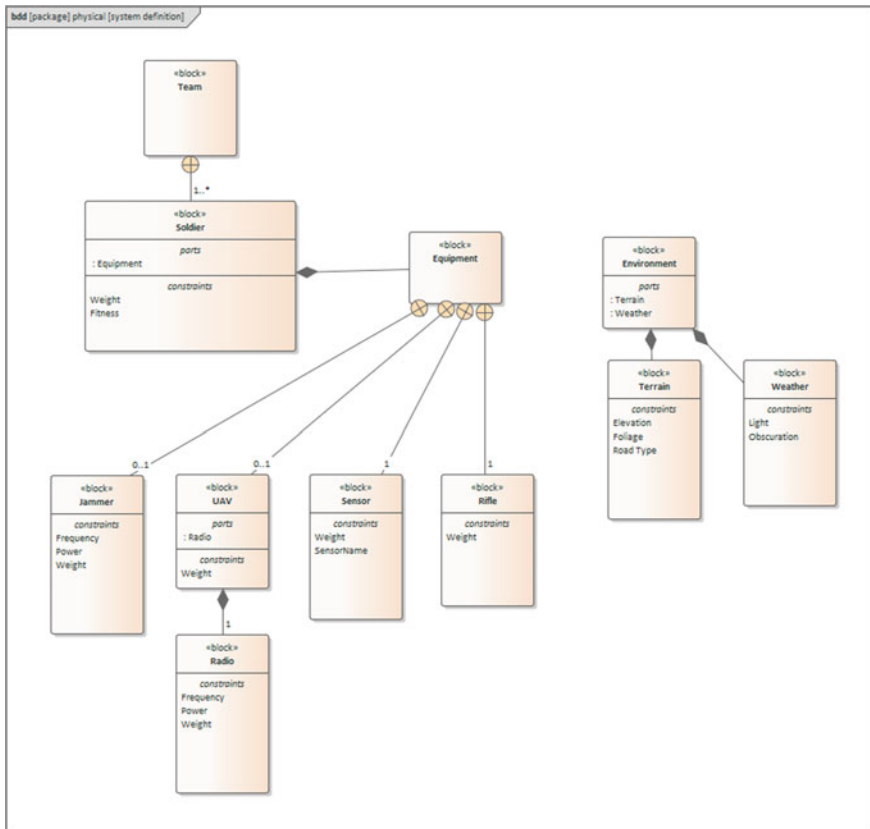 bdd [package] physical [system definition]
«block»
Team
1..*
«block»
Soldier
parts
: Equipment
constraints
Weight
Fitness
«block»
Equipment
«block»
Environment
parts
: Terrain
: Weather
«block»
Terrain
constraints
Elevation
Foliage
Road Type
«block»
Weather
constraints
Light
Obscuration
0..1
0..1
1
1
«block»
Jammer
constraints
Frequency
Power
Weight
«block»
UAV
parts
: Radio
constraints
Weight
«block»
Sensor
constraints
Weight
SensorName
«block»
Rifle
constraints
Weight
1
«block»
Radio
constraints
Frequency
Power
Weight